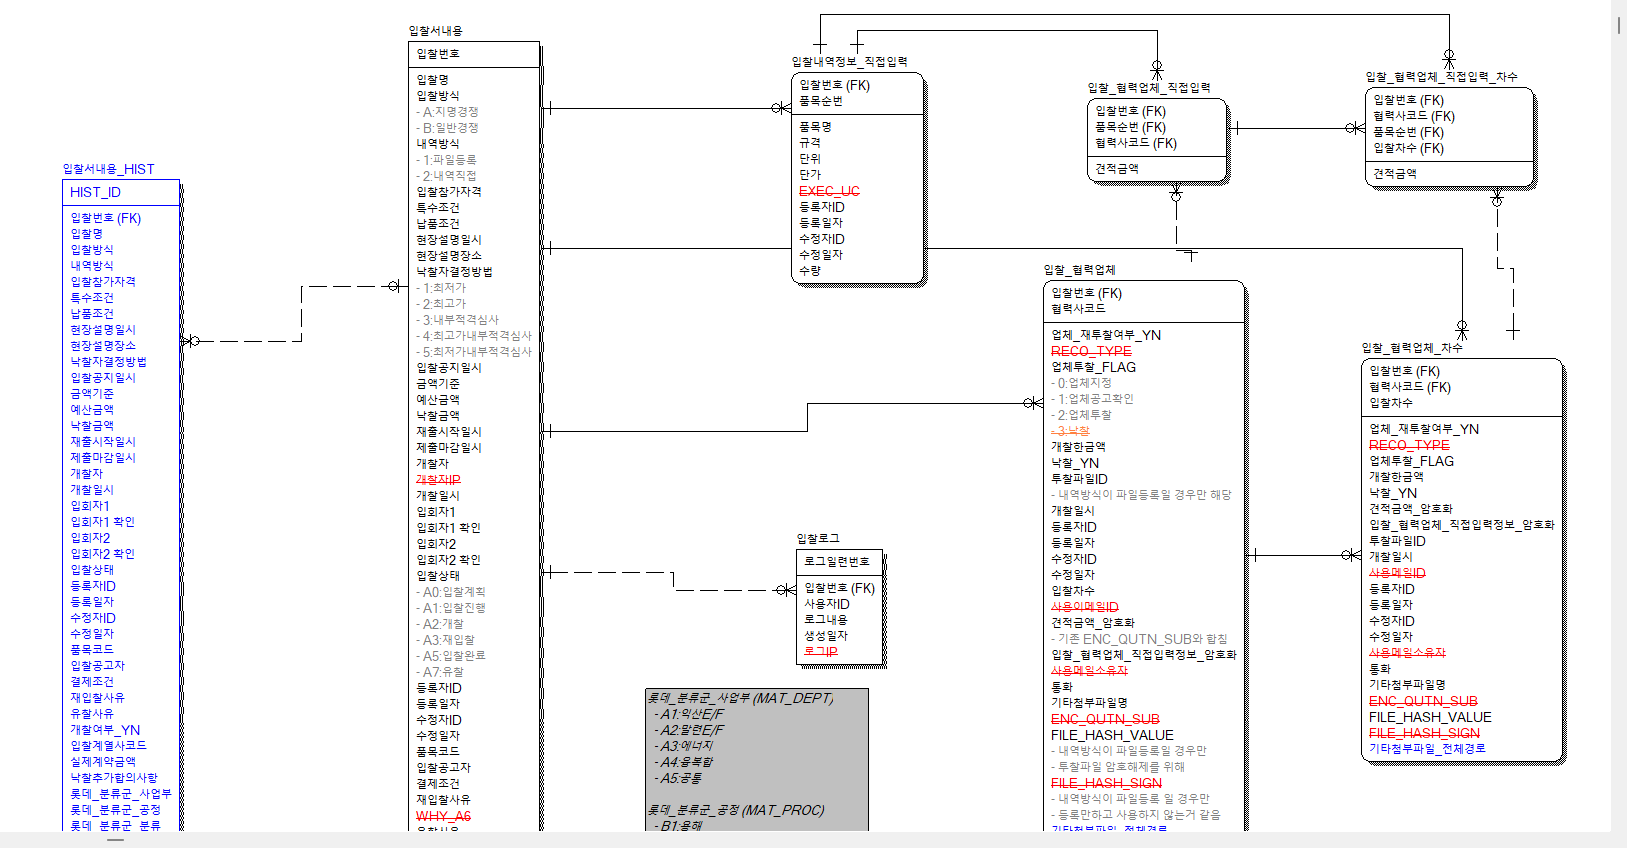 입찰서내용_HIST
HIST_ID
입찰번호 (FK)
입찰명
입찰방식
내역방식
입찰참가자격
특수조건
납품조건
현장설명일시
현장설명장소
낙찰자결정방법
입찰공지일시
금액기준
예산금액
낙찰금액
재출시작일시
제출마감일시
개찰자
개찰일시
입회자1
입회자1 확인
입회자2
입회자2 확인
입찰상태
등록자ID
등록일자
수정자ID
수정일자
품목코드
입찰공고자
결제조건
재입찰사유
유찰사유
개찰여부_YN
입찰계열사코드
실제계약금액
낙찰추가합의사항
롯데_분류군_사업부
롯데_분류군_공정
롯데_분류군_분류
입찰서내용
입찰번호
입찰명
입찰방식
- A:지명경쟁
- B:일반경쟁
내역방식
- 1:파일등록
- 2:내역직접
입찰참가자격
특수조건
납품조건
현장설명일시
현장설명장소
낙찰자결정방법
- 1:최저가
- 2:최고가
- 3:내부적격심사
- 4:최고가내부적격심사
- 5:최저가내부적격심사
입찰공지일시
금액기준
예산금액
낙찰금액
재출시작일시
제출마감일시
개찰자
개찰자IP
개찰일시
입회자1
입회자1 확인
입회자2
입회자2 확인
입찰상태
- A0:입찰계획
- A1:입찰진행
- A2:개찰
- A3:재입찰
- A5:입찰완료
- A7:유찰
등록자ID
등록일자
수정자ID
수정일자
품목코드
입찰공고자
결제조건
재입찰사유
WHY_A6
입찰내역정보_직접입력
입찰번호 (FK)
품목순번
품목명
규격
단위
단가
EXEC_UC
등록자ID
등록일자
수정자ID
수정일자
수량
입찰로그
로그일련번호
입찰번호 (FK)
사용자ID
로그내용
생성일자
로그IP
롯데_분류군_사업부 (MAT_DEPT)
- A1:익산E/F
- A2:말련E/F
- A3:에너지
- A4:융복합
- A5:공통
롯데_분류군_공정 (MAT_PROC)
- B1:용해
입찰_협력업체_직접입력
입찰번호 (FK)
품목순번 (FK)
협력사코드 (FK)
견적금액
입찰_협력업체_직접입력_차수
입찰번호 (FK)
협력사코드 (FK)
품목순번 (FK)
입찰차수 (FK)
견적금액
입찰_협력업체
입찰번호 (FK)
협력사코드
업체_재투찰여부_YN
RECO_TYPE
업체투찰_FLAG
- 0:업체지정
- 1:업체공고확인
- 2:업체투찰
- 3:낙찰
개찰한금액
낙찰_YN
투찰파일ID
- 내역방식이 파일등록일 경우만 해당
개찰일시
등록자ID
등록일자
수정자ID
수정일자
입찰차수
사용이메일ID
견적금액_암호화
- 기존 ENC_QUTN_SUB와 합침
입찰_협력업체_직접입력정보_암호화
사용메일소유자
통화
기타첨부파일명
ENC_QUTN_SUB
FILE_HASH_VALUE
- 내역방식이 파일등록일 경우만
- 투찰파일 암호해제를 위해
FILE_HASH_SIGN
- 내역방식이 파일등록 일 경우만
- 등록만하고 사용하지 않는거 같음
기타첨부파일_전체경로
입찰_협력업체_차수
입찰번호 (FK)
협력사코드 (FK)
입찰차수
업체_재투찰여부_YN
RECO_TYPE
업체투찰_FLAG
개찰한금액
낙찰_YN
견적금액_암호화
입찰_협력업체_직접입력정보_암호화
투찰파일ID
개찰일시
사용메일ID
등록자ID
등록일자
수정자ID
수정일자
사용메일소유자
통화
기타첨부파일명
ENC_QUTN_SUB
FILE_HASH_VALUE
FILE_HASH_SIGN
기타첨부파일_전체경로